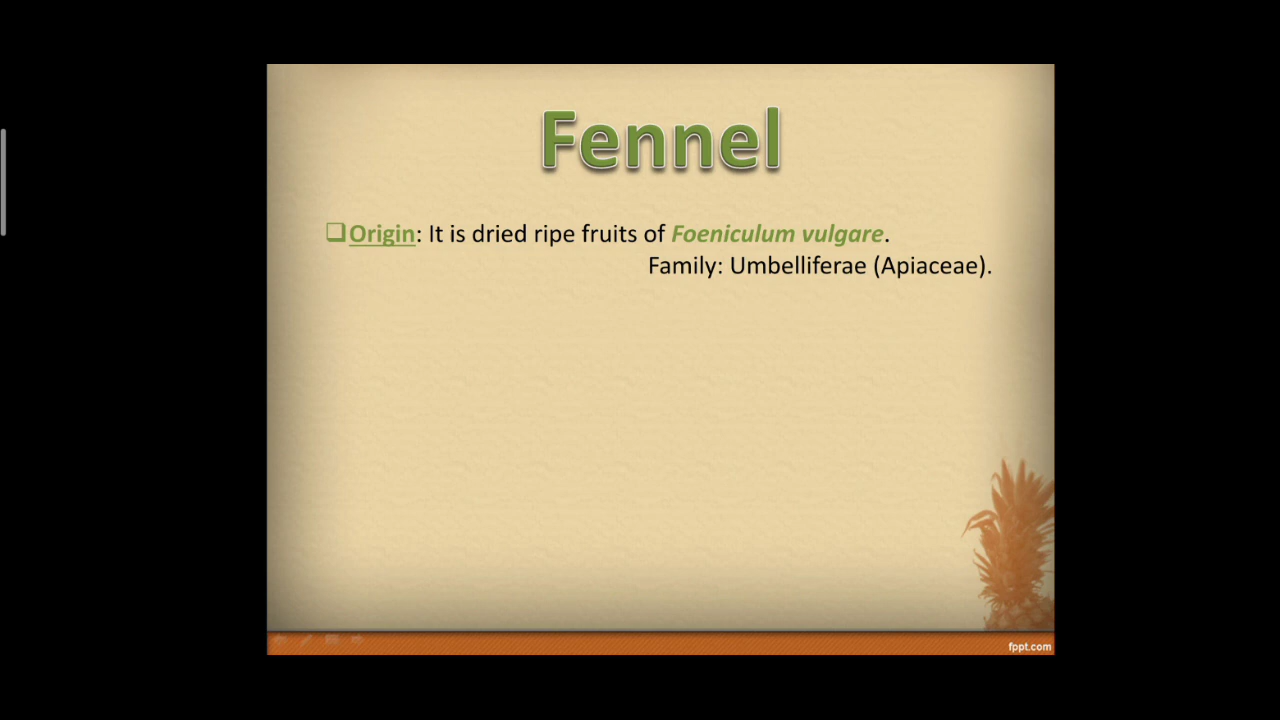 Fennel
❑Origin: It is dried ripe fruits of Foeniculum vulgare.
Family: Umbelliferae (Apiaceae).
fppt.com